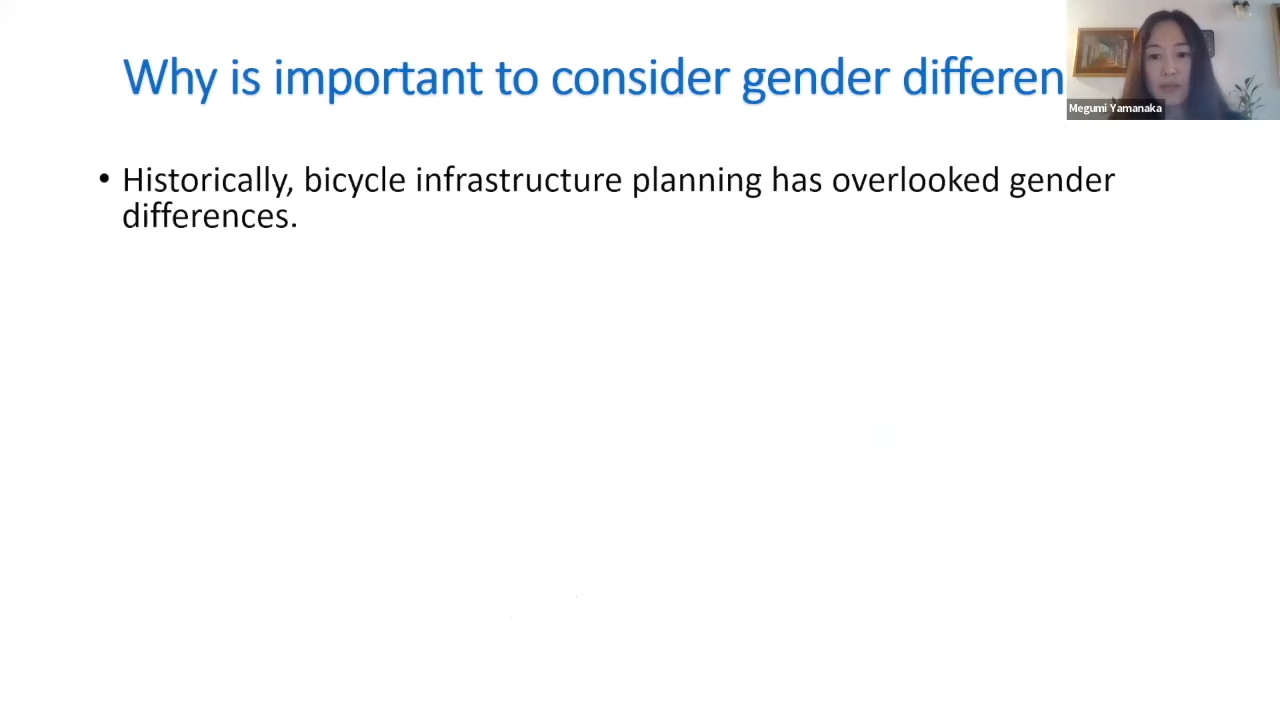 Why is important to consider gender differen
Megumi Yamanaka
• Historically, bicycle infrastructure planning has overlooked gender
differences.